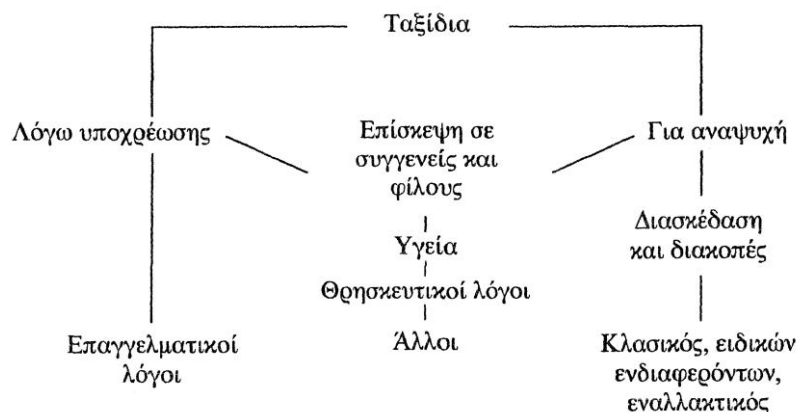 Ταξίδια
Λόγω υποχρέωσης
Επίσκεψη σε
συγγενείς και
φίλους
Για αναψυχή
Υγεία
Θρησκευτικοί λόγοι
Άλλοι
Διασκέδαση
και διακοπές
Επαγγελματικοί
λόγοι
Κλασικός, ειδικών
ενδιαφερόντων,
εναλλακτικός